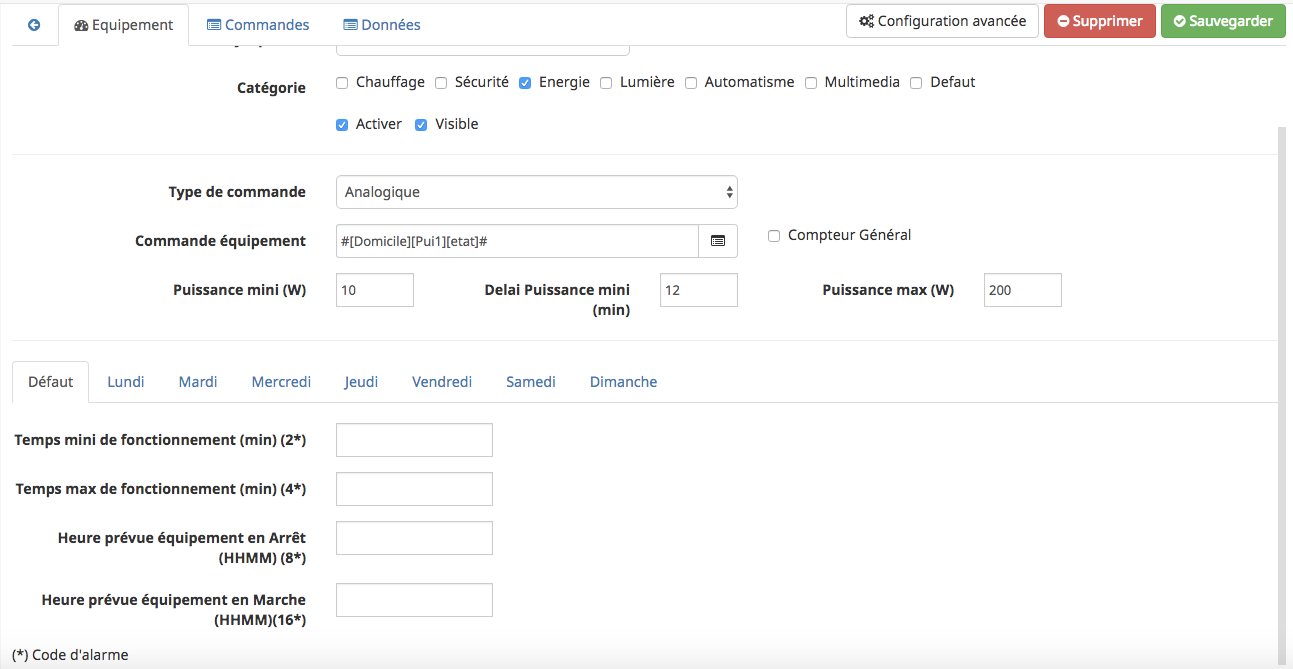 Equipement Commandes Données Configuration avancée Supprimer Sauvegarder
Catégorie Chauffage Sécurité Energie Lumière Automatisme Multimedia Defaut
Activer Visible
Type de commande Analogique
Commande équipement #[Domicile][Pui1][etat]# Compteur Général
Puissance mini (W) 10 Delai Puissance mini (min) 12 Puissance max (W) 200
Défaut Lundi Mardi Mercredi Jeudi Vendredi Samedi Dimanche
Temps mini de fonctionnement (min) (2*)
Temps max de fonctionnement (min) (4*)
Heure prévue équipement en Arrêt
(HHMM) (8*)
Heure prévue équipement en Marche
(HHMM)(16*)
(*) Code d'alarme